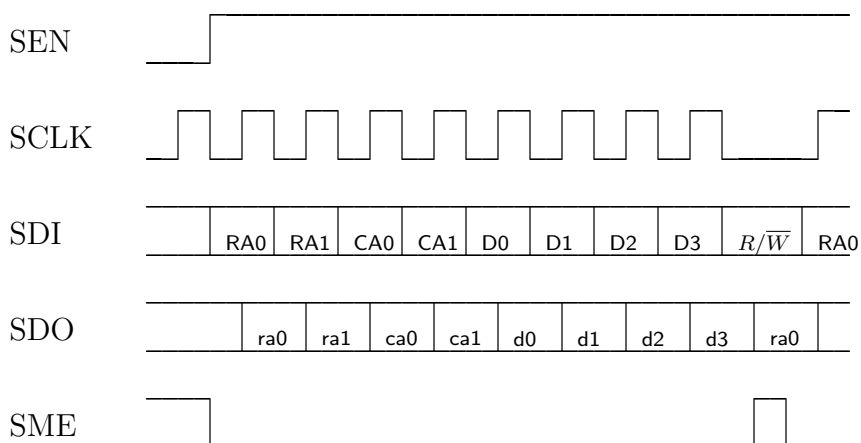 SEN
SCLK
SDI RA0 RA1 CA0 CA1 D0 D1 D2 D3 R/W̅ RA0
SDO ra0 ra1 ca0 ca1 d0 d1 d2 d3 ra0
SME